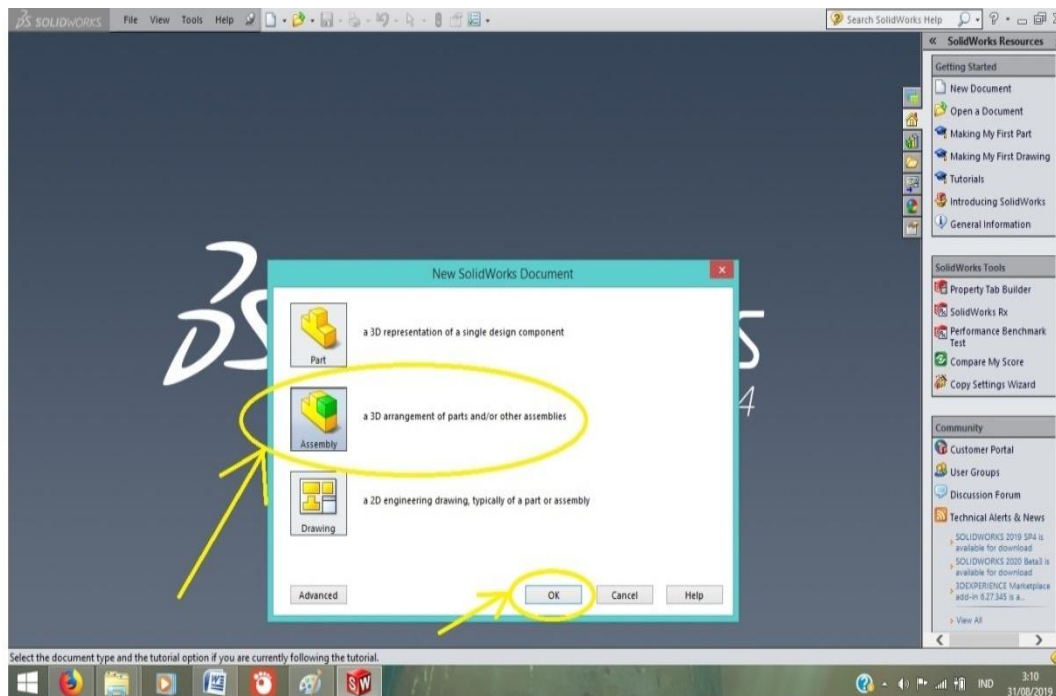 SOLIDWORKS File View Tools Help
Search SolidWorks Help
SolidWorks Resources
Getting Started
New Document
Open a Document
Making My First Part
Making My First Drawing
Tutorials
Introducing SolidWorks
General Information
SolidWorks Tools
Property Tab Builder
SolidWorks Rx
Performance Benchmark
Test
Compare My Score
Copy Settings Wizard
Community
Customer Portal
User Groups
Discussion Forum
Technical Alerts & News
SOLIDWORKS 2019 SP4 is
available for download
SOLIDWORKS 2020 Beta3 is
available for download
3DEXPERIENCE Marketplace
add-in 6.27.345 is a...
View All
New SolidWorks Document
Part
a 3D representation of a single design component
Assembly
a 3D arrangement of parts and/or other assemblies
Drawing
a 2D engineering drawing, typically of a part or assembly
Advanced
OK
Cancel
Help
Select the document type and the tutorial option if you are currently following the tutorial.
IND
3:10
31/08/2019